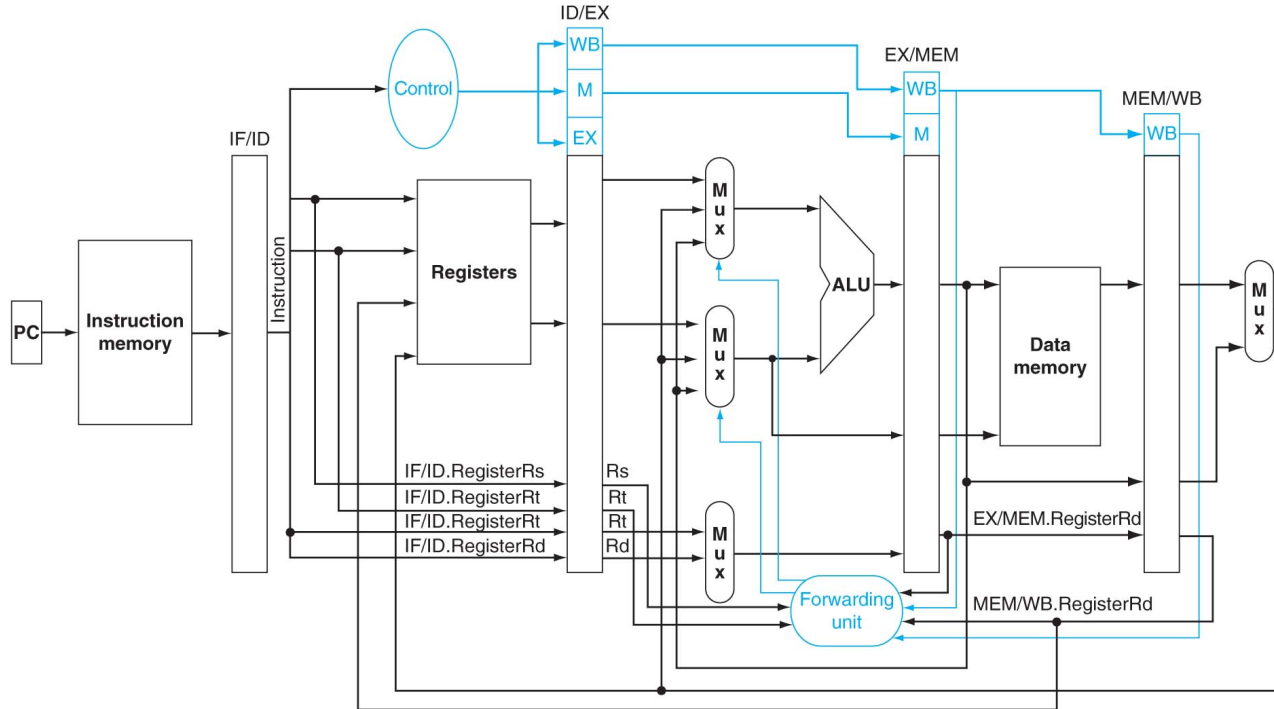 ID/EX
WB
EX/MEM
Control
M
WB
MEM/WB
IF/ID
EX
M
WB
Instruction
Registers
M
u
x
ALU
PC
Instruction
memory
M
u
x
Data
memory
M
u
x
IF/ID.RegisterRs
Rs
IF/ID.RegisterRt
Rt
IF/ID.RegisterRt
Rt
IF/ID.RegisterRd
Rd
M
u
x
EX/MEM.RegisterRd
Forwarding
unit
MEM/WB.RegisterRd